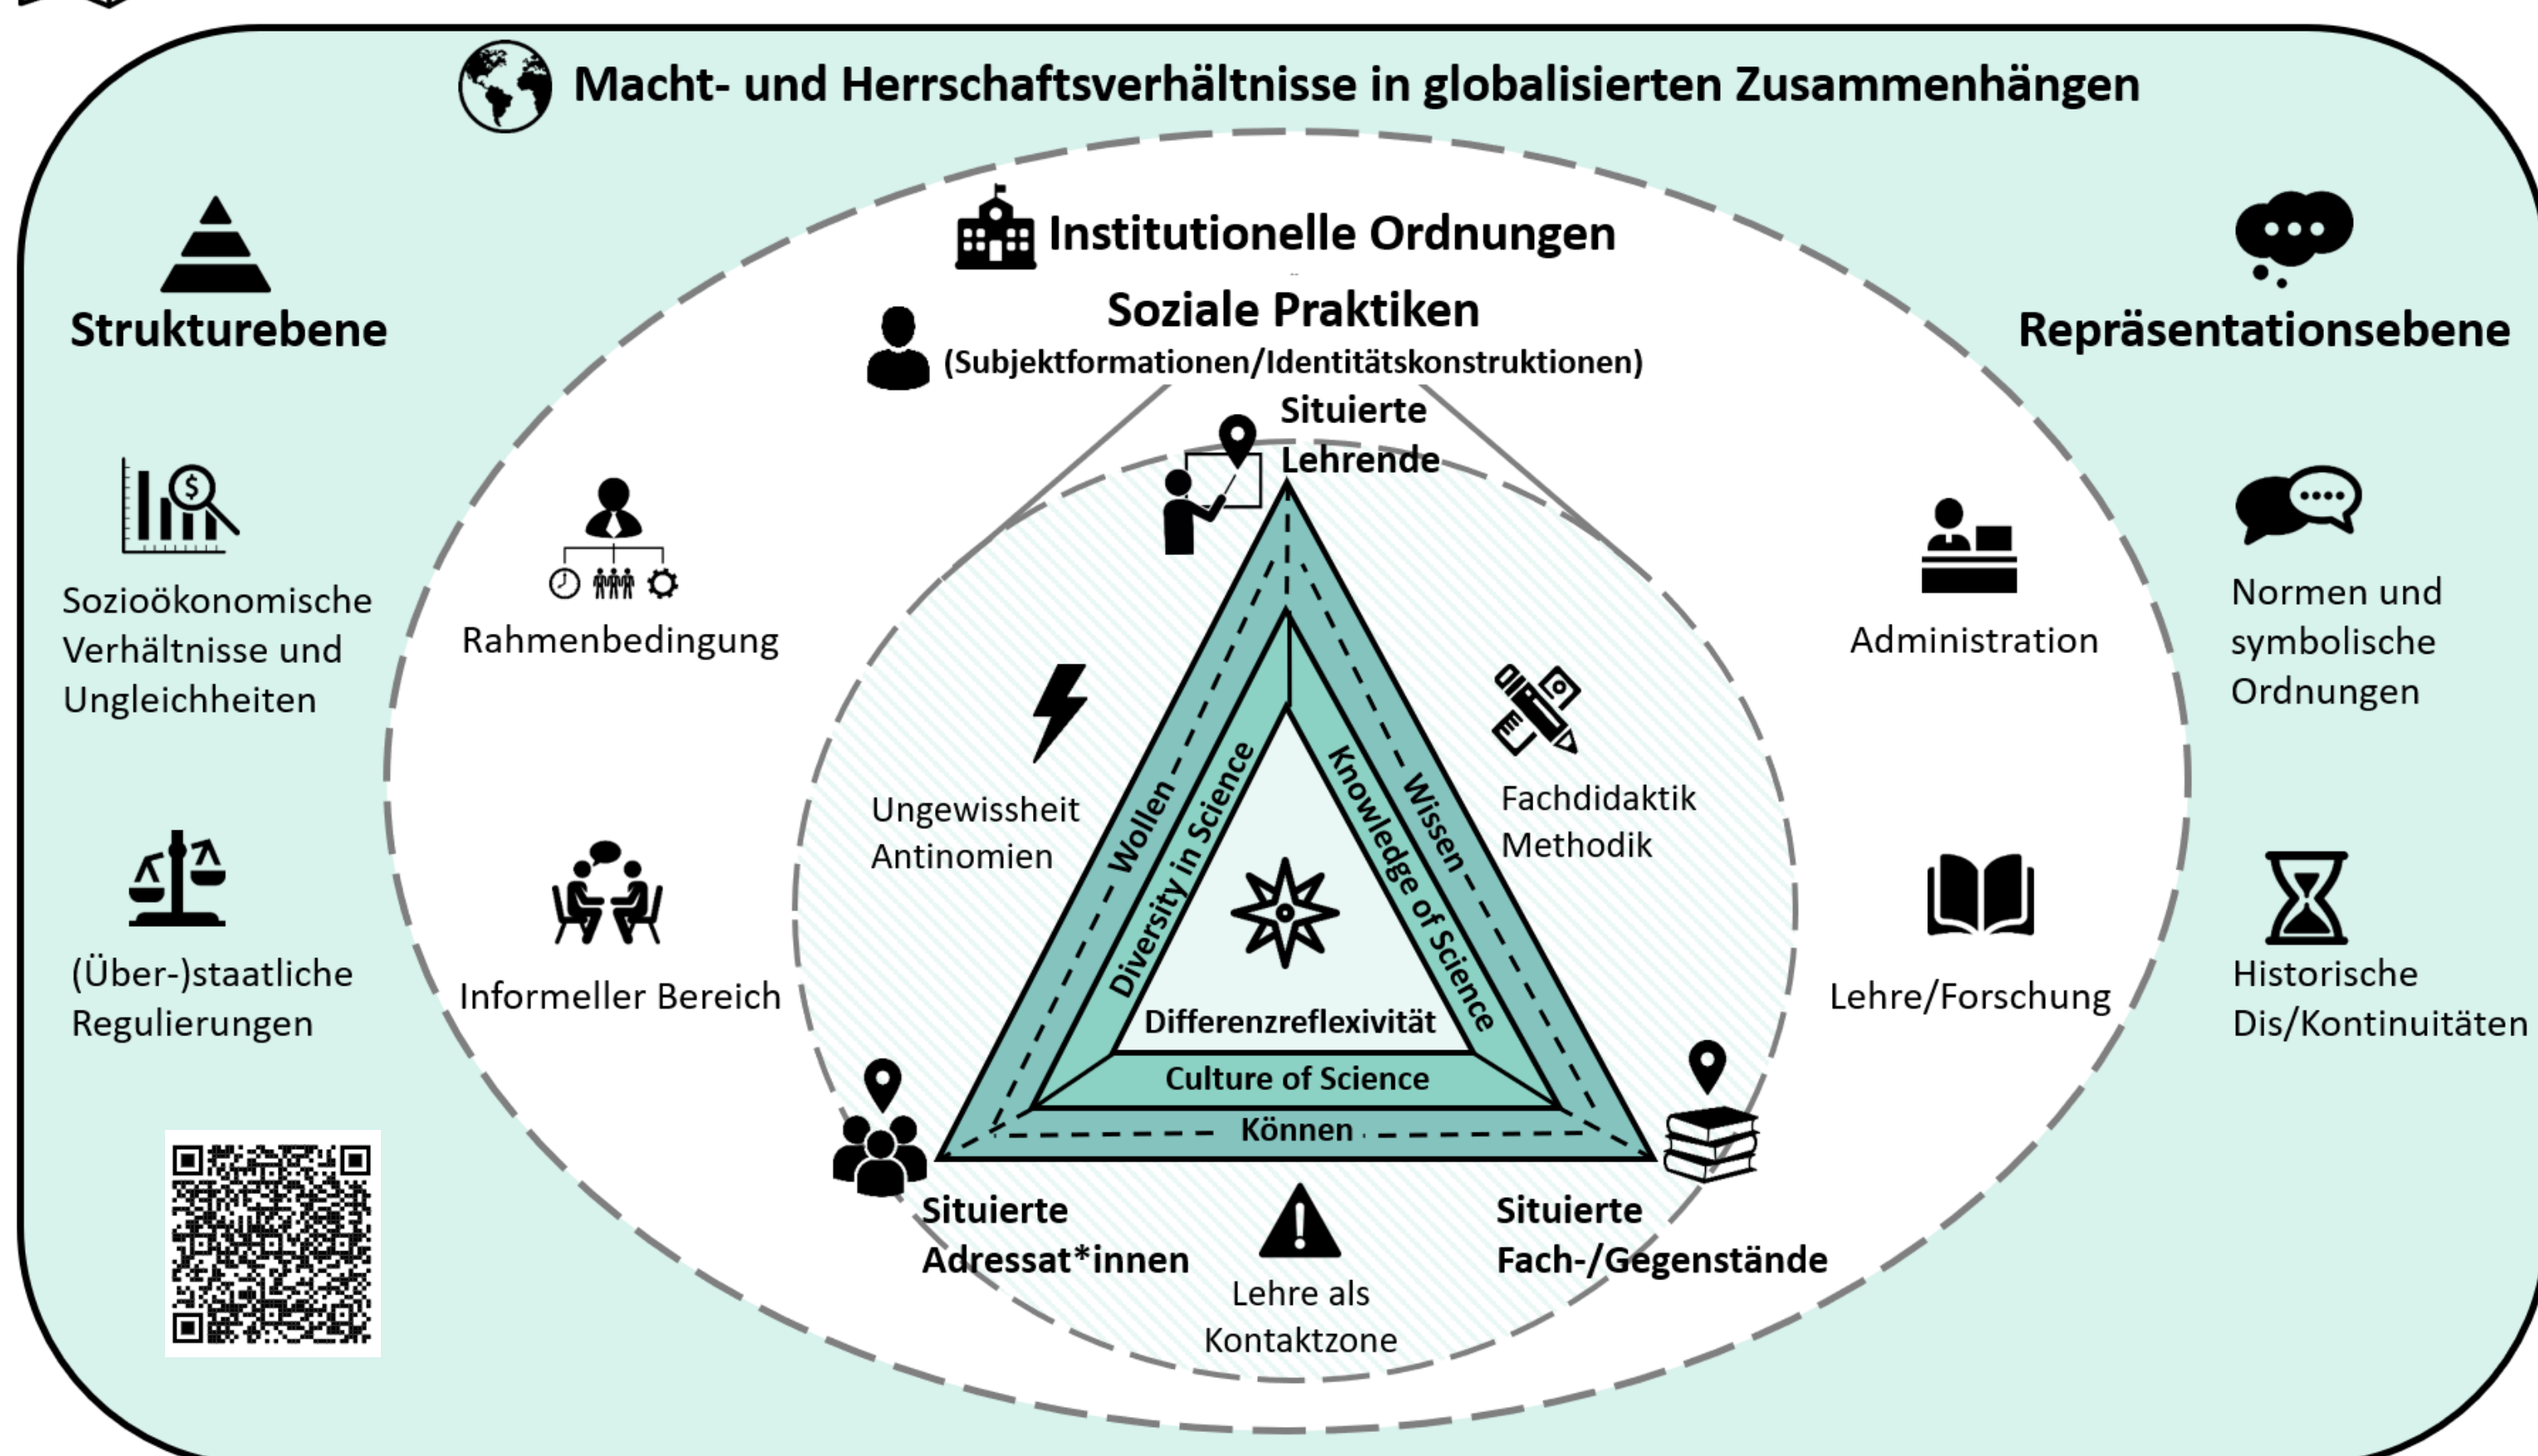 Macht- und Herrschaftsverhältnisse in globalisierten Zusammenhängen
Institutionelle Ordnungen
Soziale Praktiken
(Subjektformationen/Identitätskonstruktionen)
Strukturebene
Sozioökonomische
Verhältnisse und
Ungleichheiten
(Über-)staatliche
Regulierungen
Rahmenbedingung
Informeller Bereich
Situierte
Lehrende
Ungewissheit
Antinomien
Wollen
Diversity in Science
Knowledge of Science
Wissen
Fachdidaktik
Methodik
Differenzreflexivität
Culture of Science
Können
Situierte
Adressat*innen
Lehre als
Kontaktzone
Situierte
Fach-/Gegenstände
Administration
Lehre/Forschung
Repräsentationsebene
Normen und
symbolische
Ordnungen
Historische
Dis/Kontinuitäten